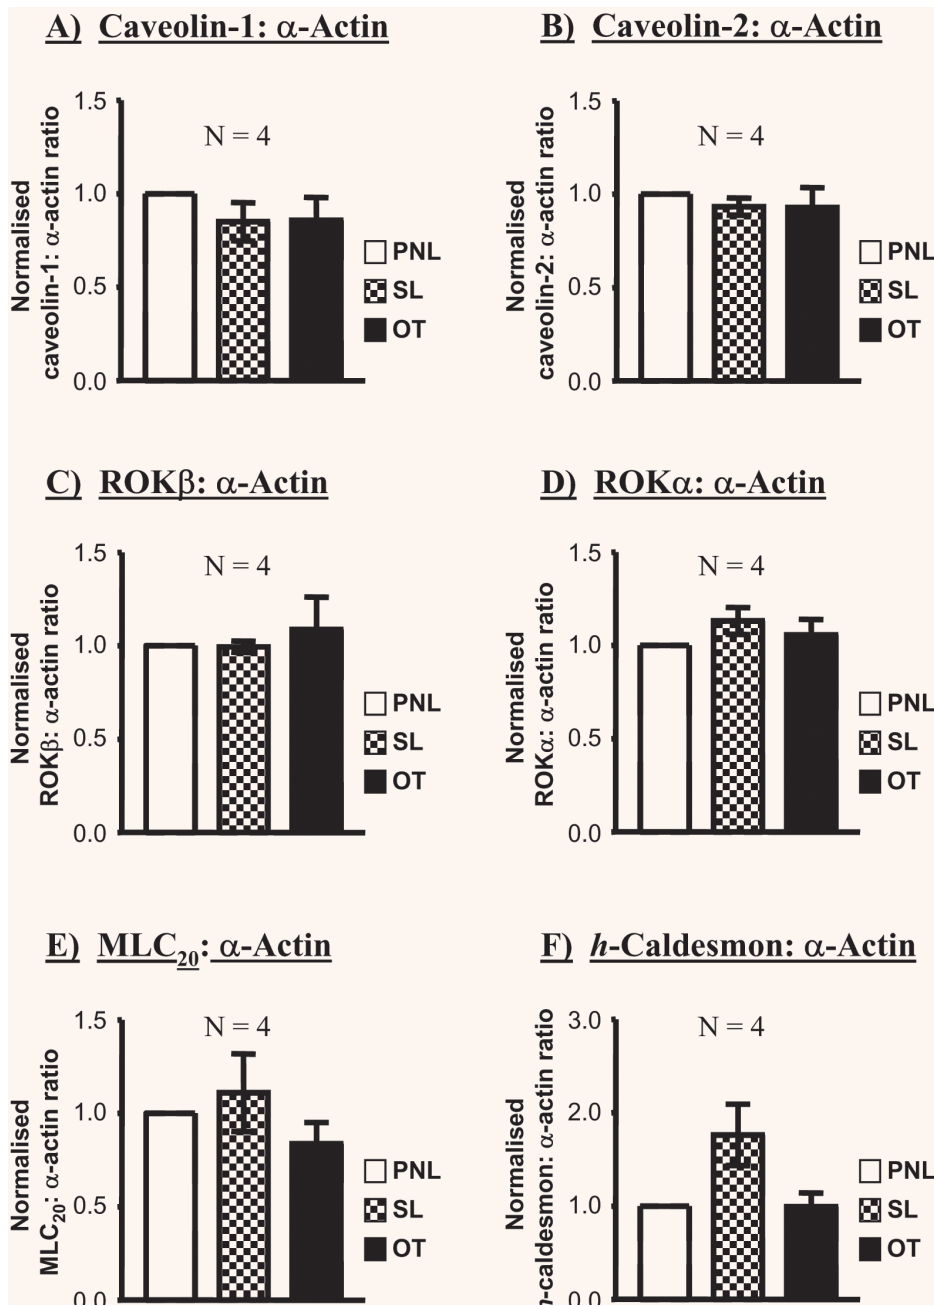 A) Caveolin-1: α-Actin
Normalised
caveolin-1: α-actin ratio
1.5
1.0
0.5
0.0
N = 4
PNL
SL
OT
B) Caveolin-2: α-Actin
Normalised
caveolin-2: α-actin ratio
1.5
1.0
0.5
0.0
N = 4
PNL
SL
OT
C) ROKβ: α-Actin
Normalised
ROKβ: α-actin ratio
1.5
1.0
0.5
0.0
N = 4
PNL
SL
OT
D) ROKα: α-Actin
Normalised
ROKα: α-actin ratio
1.5
1.0
0.5
0.0
N = 4
PNL
SL
OT
E) MLC20: α-Actin
Normalised
MLC20: α-actin ratio
1.5
1.0
0.5
0.0
N = 4
PNL
SL
OT
F) h-Caldesmon: α-Actin
Normalised
h-caldesmon: α-actin ratio
3.0
2.0
1.0
0.0
N = 4
PNL
SL
OT